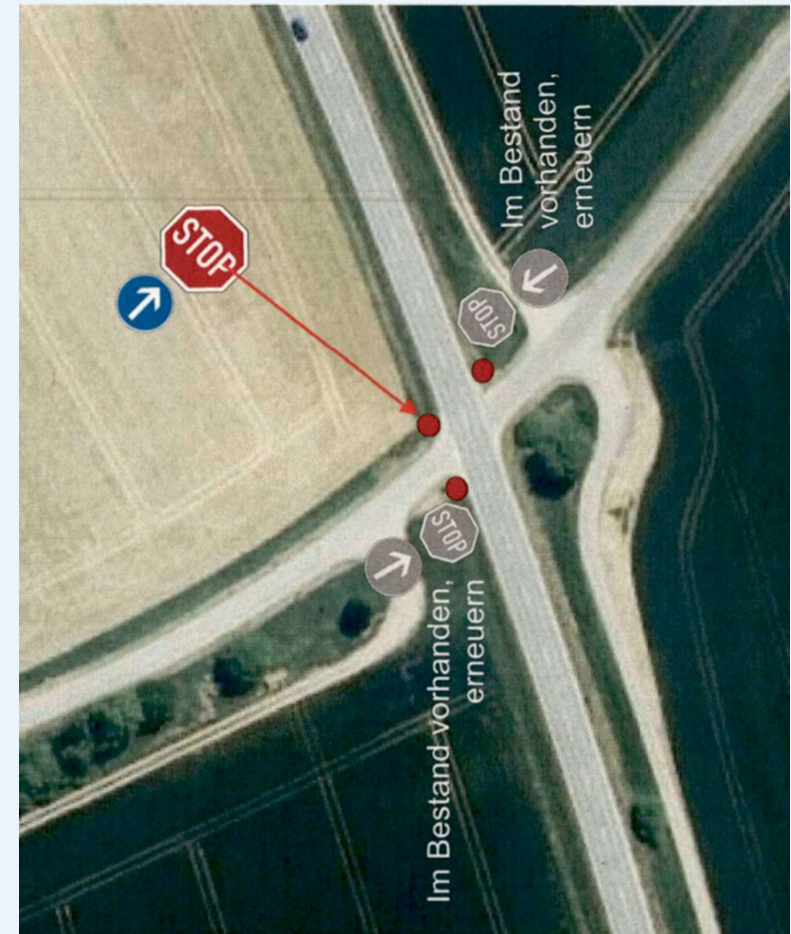 STOP
Im Bestand
vorhanden,
erneuern
STOP
STOP
Im Bestand vorhanden,
erneuern